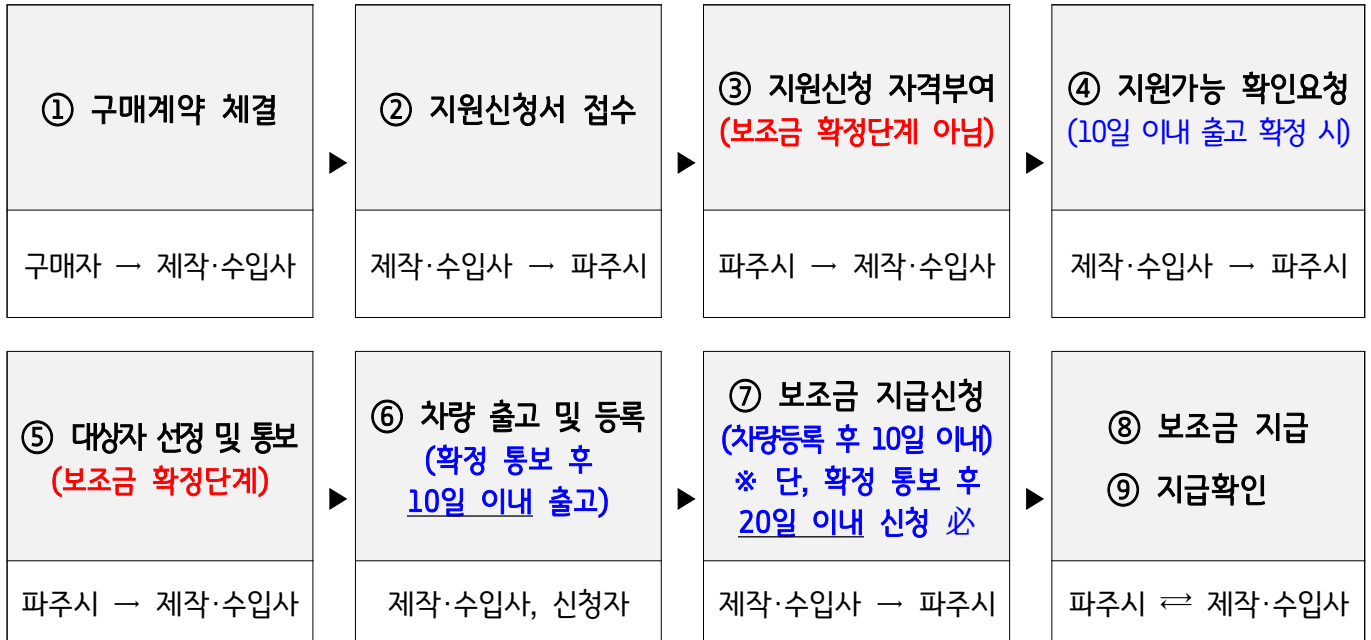 ① 구매계약 체결
구매자 → 제작·수입사
▶
② 지원신청서 접수
제작·수입사 → 파주시
▶
③ 지원신청 자격부여
(보조금 확정단계 아님)
파주시 → 제작·수입사
▶
④ 지원가능 확인요청
(10일 이내 출고 확정 시)
제작·수입사 → 파주시
⑤ 대상자 선정 및 통보
(보조금 확정단계)
파주시 → 제작·수입사
▶
⑥ 차량 출고 및 등록
(확정 통보 후
10일 이내 출고)
제작·수입사, 신청자
▶
⑦ 보조금 지급신청
(차량등록 후 10일 이내)
※ 단, 확정 통보 후
20일 이내 신청 必
제작·수입사 → 파주시
▶
⑧ 보조금 지급
⑨ 지급확인
파주시 ⇄ 제작·수입사